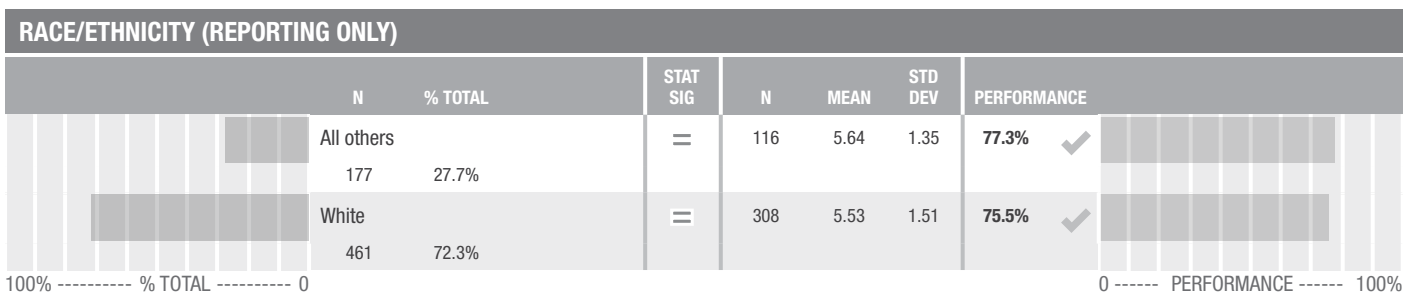 RACE/ETHNICITY (REPORTING ONLY)
N % TOTAL STAT SIG N MEAN STD DEV PERFORMANCE
All others = 116 5.64 1.35 77.3%
177 27.7%
White = 308 5.53 1.51 75.5%
461 72.3%
100% ---------- % TOTAL ---------- 0 0 ------ PERFORMANCE ------ 100%